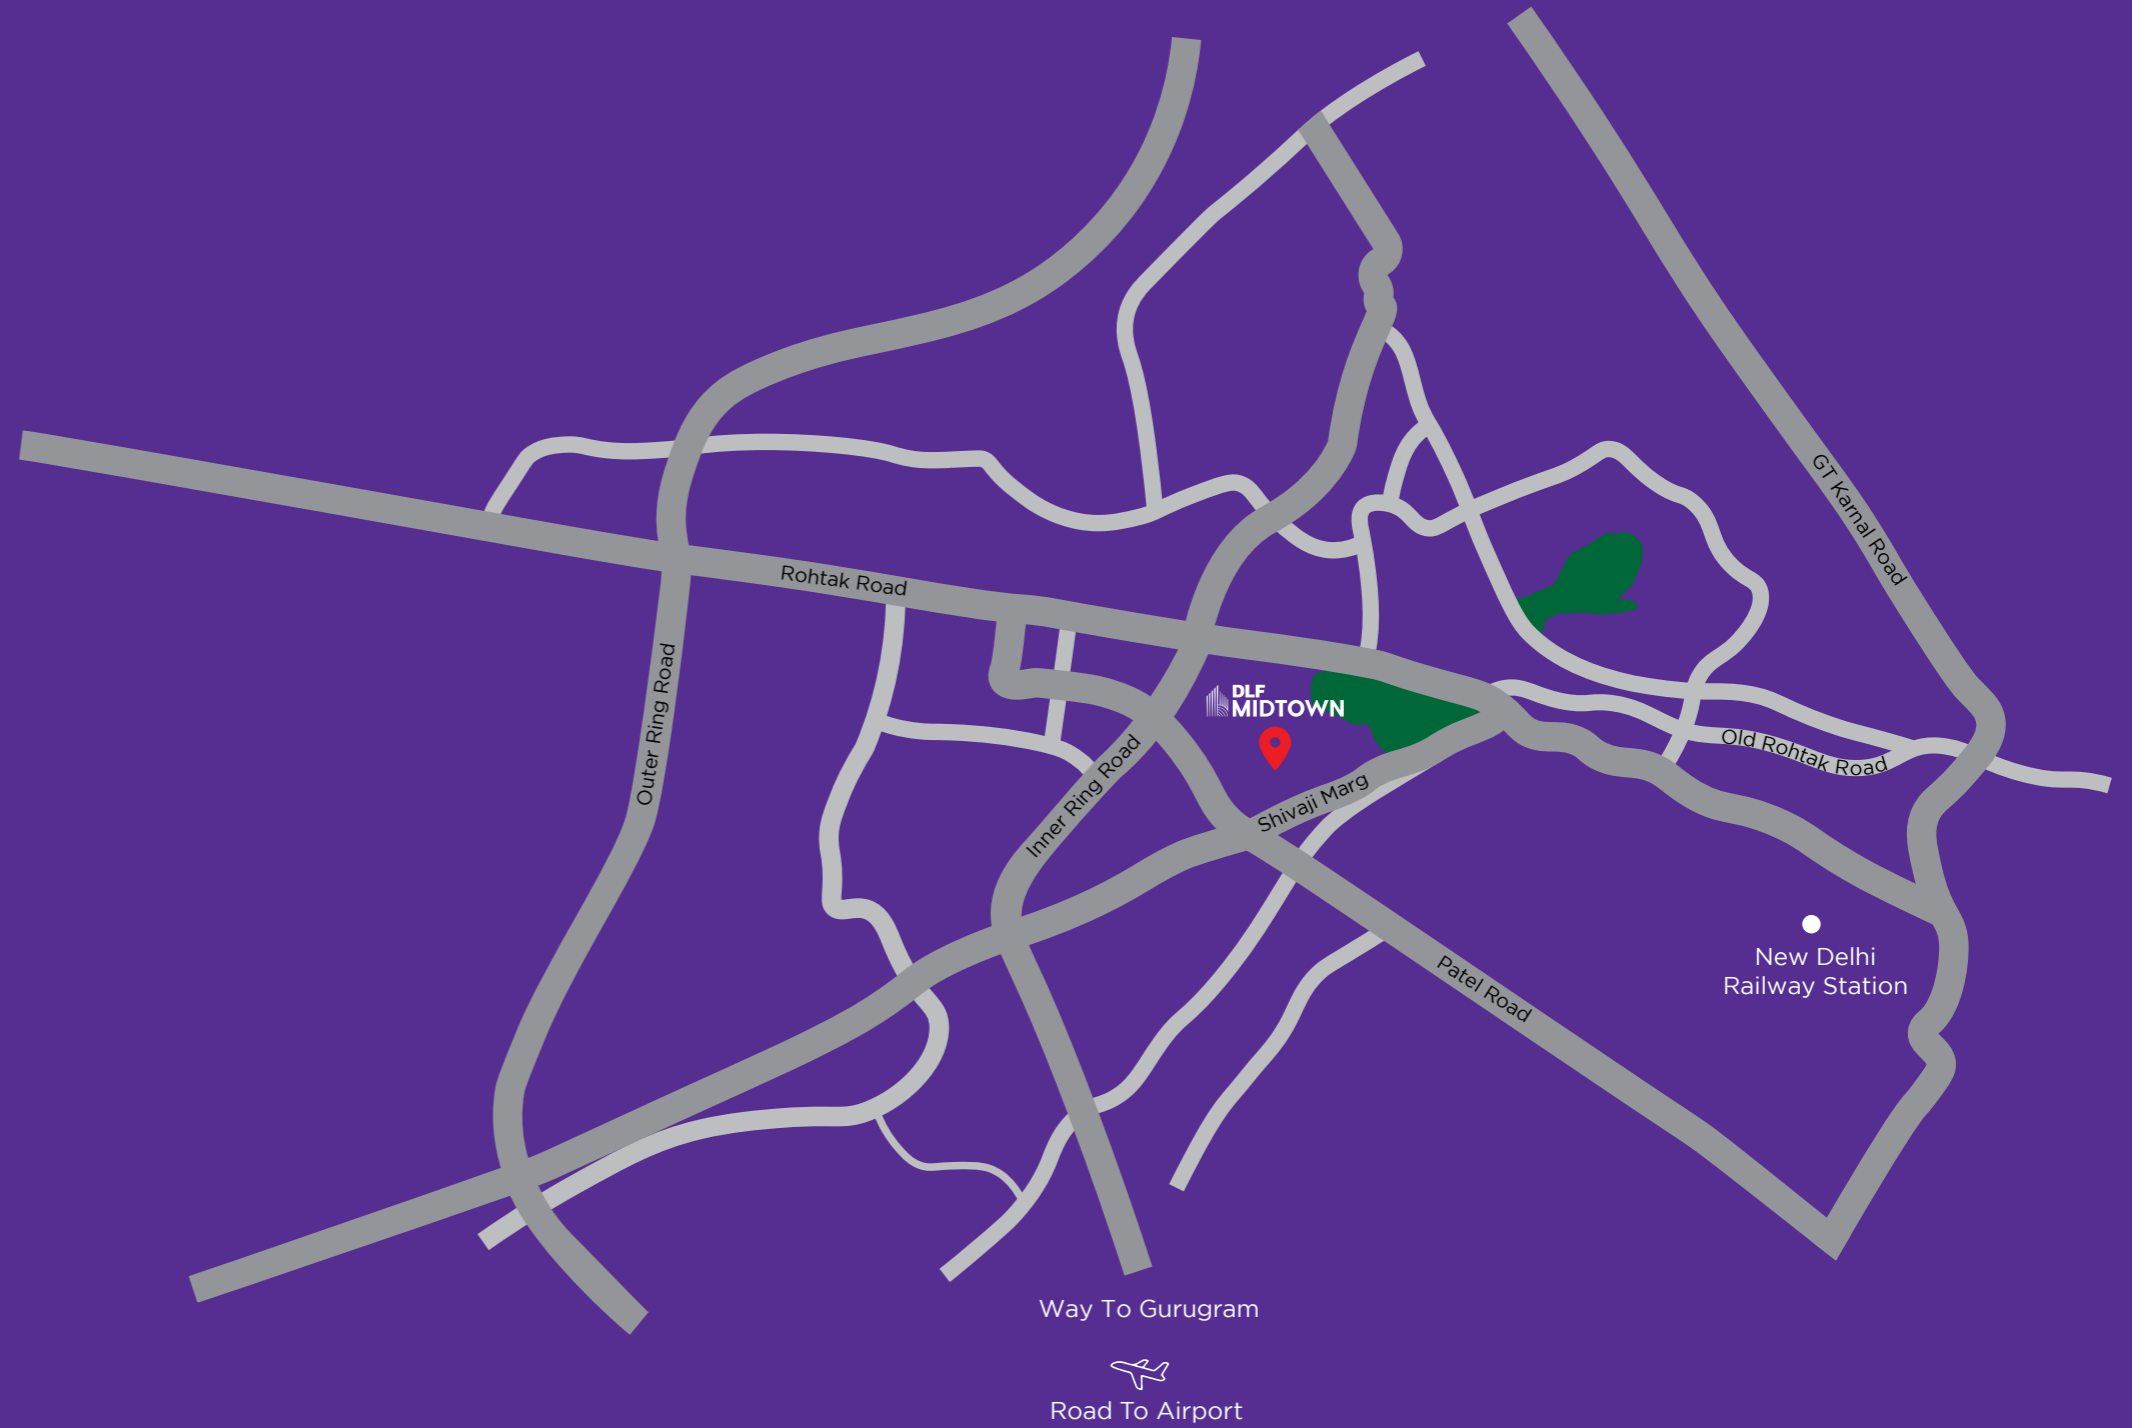 GT Karnal Road
Rohtak Road
Outer Ring Road
DLF
MIDTOWN
Inner Ring Road
Old Rohtak Road
Shivaji Marg
New Delhi
Railway Station
Patel Road
Way To Gurugram
Road To Airport